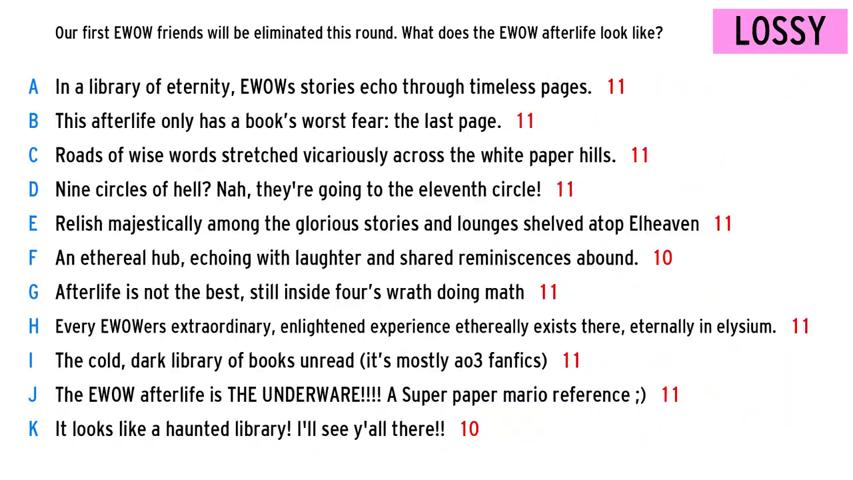 Our first EWOW friends will be eliminated this round. What does the EWOW afterlife look like?
LOSSY
A In a library of eternity, EWOWs stories echo through timeless pages. 11
B This afterlife only has a book's worst fear: the last page. 11
C Roads of wise words stretched vicariously across the white paper hills. 11
D Nine circles of hell? Nah, they're going to the eleventh circle! 11
E Relish majestically among the glorious stories and lounges shelved atop Elheaven 11
F An ethereal hub, echoing with laughter and shared reminiscences abound. 10
G Afterlife is not the best, still inside four's wrath doing math 11
H Every EWOWers extraordinary, enlightened experience ethereally exists there, eternally in elysium. 11
I The cold, dark library of books unread (it's mostly ao3 fanfics) 11
J The EWOW afterlife is THE UNDERWARE!!!! A Super paper mario reference ;) 11
K It looks like a haunted library! I'll see y'all there!! 10